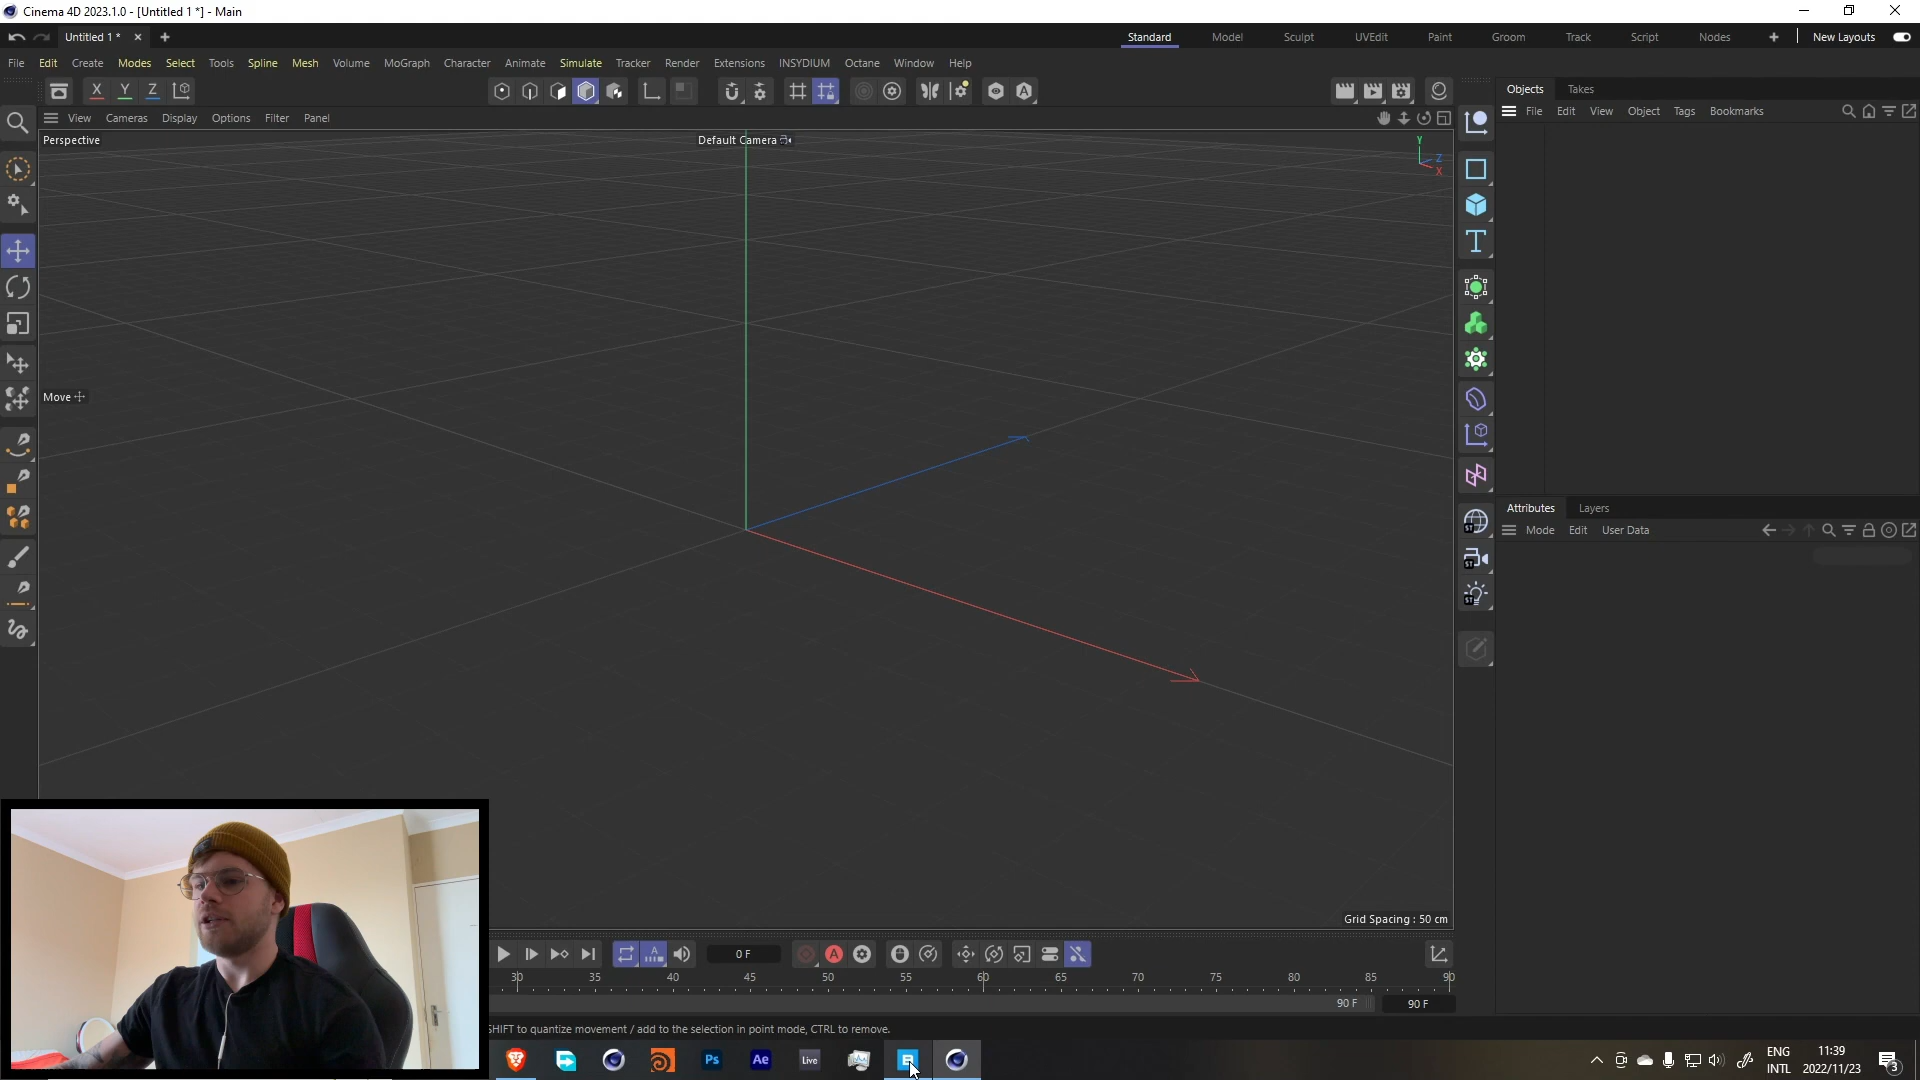 Cinema 4D 2023.1.0 - [Untitled 1 *] - Main
Untitled 1 *
Standard Model Sculpt UVEdit Paint Groom Track Script Nodes New Layouts
File Edit Create Modes Select Tools Spline Mesh Volume MoGraph Character Animate Simulate Tracker Render Extensions INSYDIUM Octane Window Help
X Y Z
Objects Takes
File Edit View Object Tags Bookmarks
View Cameras Display Options Filter Panel
Perspective
Default Camera
Y
Z
X
Move
Attributes Layers
Mode Edit User Data
ST
ST
ST
Grid Spacing : 50 cm
0 F
30 35 40 45 50 55 60 65 70 75 80 85 90
90 F 90 F
SHIFT to quantize movement / add to the selection in point mode, CTRL to remove.
Ps Ae Live
ENG
INTL
11:39
2022/11/23
3